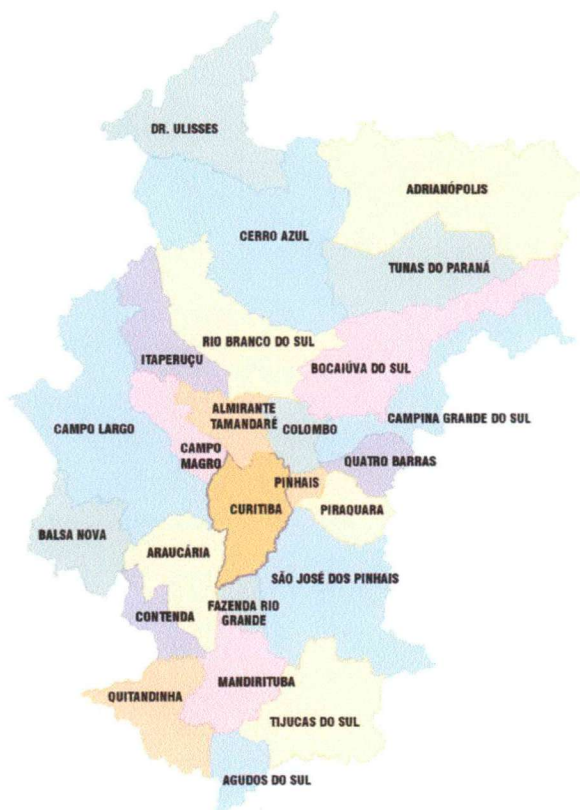 DR. ULISSES
ADRIANÓPOLIS
CERRO AZUL
TUNAS DO PARANÁ
RIO BRANCO DO SUL
ITAPERUÇU
BOCAIÚVA DO SUL
ALMIRANTE
TAMANDARÉ
COLOMBO
CAMPINA GRANDE DO SUL
CAMPO LARGO
CAMPO
MAGRO
QUATRO BARRAS
PINHAIS
CURITIBA
PIRAQUARA
BALSA NOVA
ARAUCÁRIA
SÃO JOSÉ DOS PINHAIS
CONTENDA
FAZENDA RIO
GRANDE
MANDIRITUBA
QUITANDINHA
TIJUCAS DO SUL
AGUDOS DO SUL